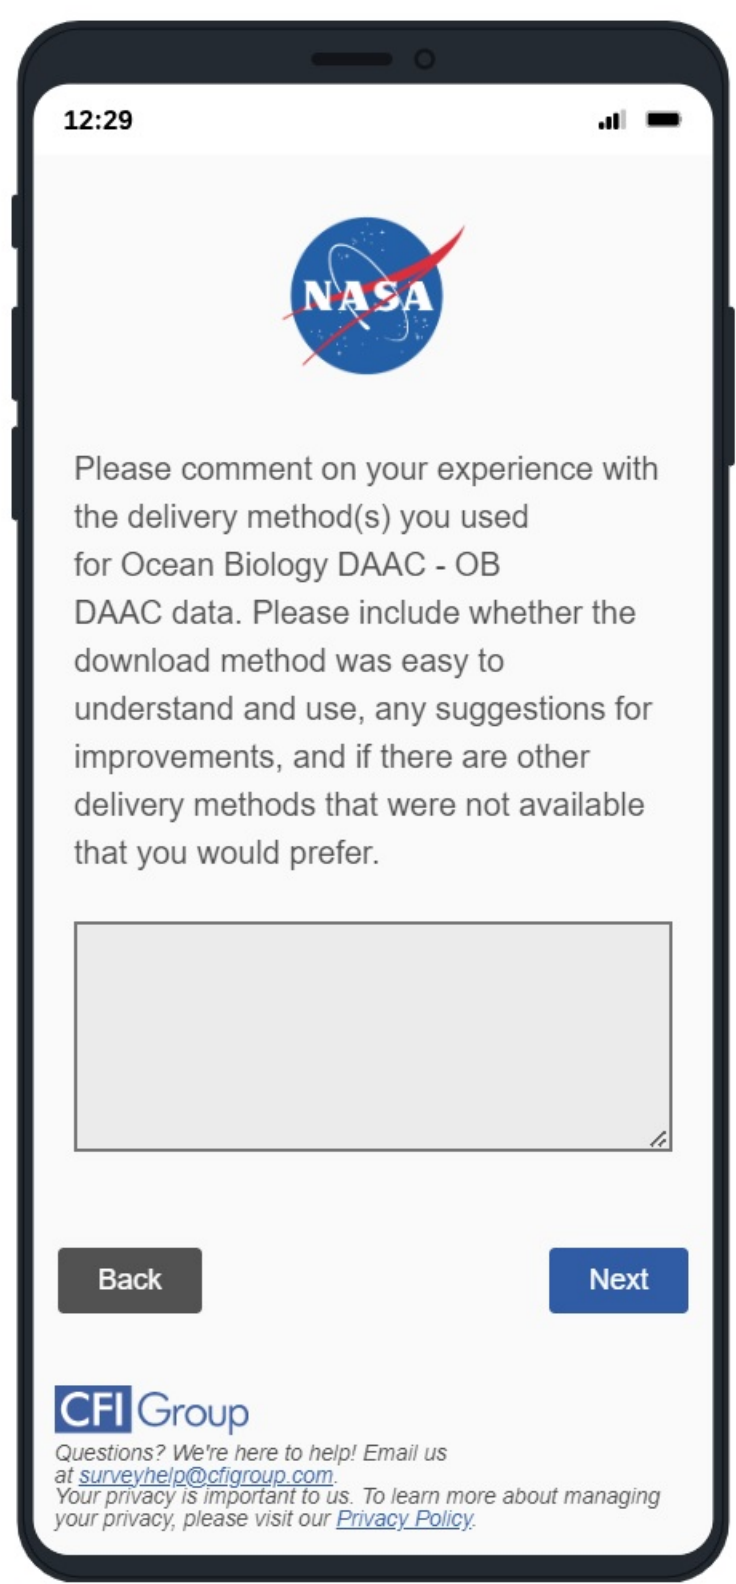 12:29
NASA
Please comment on your experience with
the delivery method(s) you used
for Ocean Biology DAAC - OB
DAAC data. Please include whether the
download method was easy to
understand and use, any suggestions for
improvements, and if there are other
delivery methods that were not available
that you would prefer.
Back
Next
CFI Group
Questions? We're here to help! Email us
at surveyhelp@cfigroup.com.
Your privacy is important to us. To learn more about managing
your privacy, please visit our Privacy Policy.